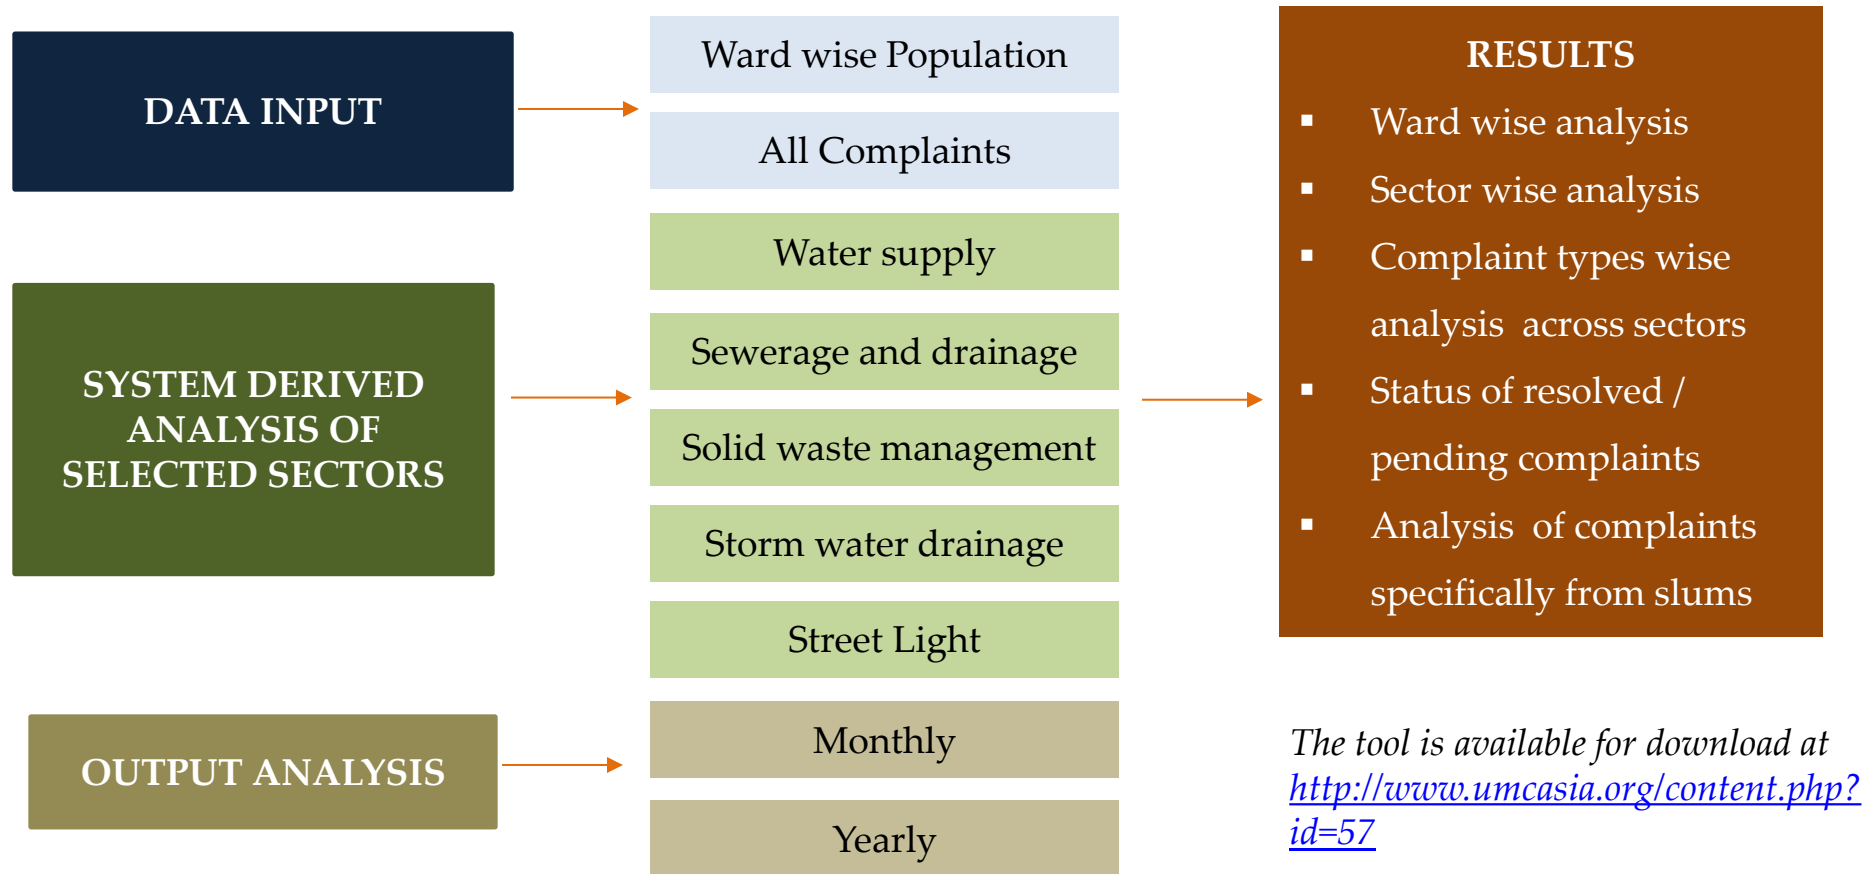 DATA INPUT
Ward wise Population
All Complaints
SYSTEM DERIVED
ANALYSIS OF
SELECTED SECTORS
Water supply
Sewerage and drainage
Solid waste management
Storm water drainage
Street Light
OUTPUT ANALYSIS
Monthly
Yearly
RESULTS
▪ Ward wise analysis
▪ Sector wise analysis
▪ Complaint types wise
analysis across sectors
▪ Status of resolved /
pending complaints
▪ Analysis of complaints
specifically from slums
The tool is available for download at
http://www.umcasia.org/content.php?
id=57